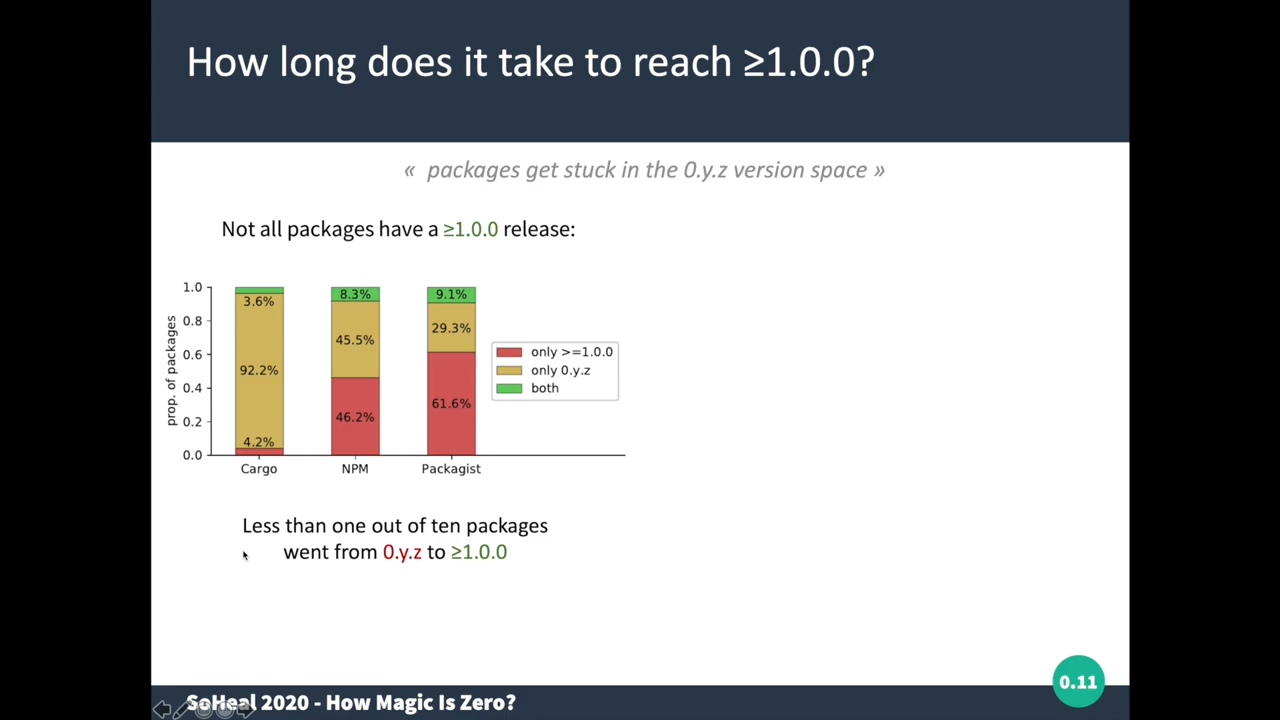 How long does it take to reach ≥1.0.0?
« packages get stuck in the 0.y.z version space »
Not all packages have a ≥1.0.0 release:
prop. of packages
1.0
0.8
0.6
0.4
0.2
0.0
3.6%
92.2%
4.2%
Cargo
8.3%
45.5%
46.2%
NPM
9.1%
29.3%
61.6%
Packagist
only >=1.0.0
only 0.y.z
both
Less than one out of ten packages
went from 0.y.z to ≥1.0.0
0.11
SoHeal 2020 - How Magic Is Zero?